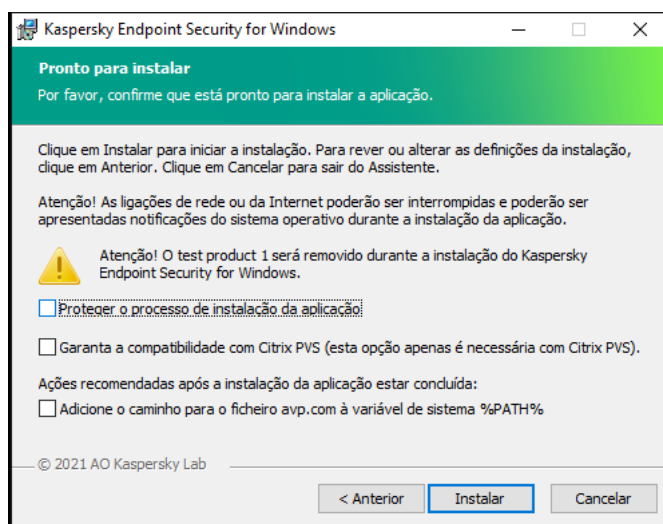 Kaspersky Endpoint Security for Windows
Pronto para instalar
Por favor, confirme que está pronto para instalar a aplicação.
Clique em Instalar para iniciar a instalação. Para rever ou alterar as definições da instalação,
clique em Anterior. Clique em Cancelar para sair do Assistente.
Atenção! As ligações de rede ou da Internet poderão ser interrompidas e poderão ser
apresentadas notificações do sistema operativo durante a instalação da aplicação.
Atenção! O test product 1 será removido durante a instalação do Kaspersky
Endpoint Security for Windows.
Proteger o processo de instalação da aplicação
Garanta a compatibilidade com Citrix PVS (esta opção apenas é necessária com Citrix PVS).
Ações recomendadas após a instalação da aplicação estar concluída:
Adicione o caminho para o ficheiro avp.com à variável de sistema %PATH%
© 2021 AO Kaspersky Lab
< Anterior Instalar Cancelar